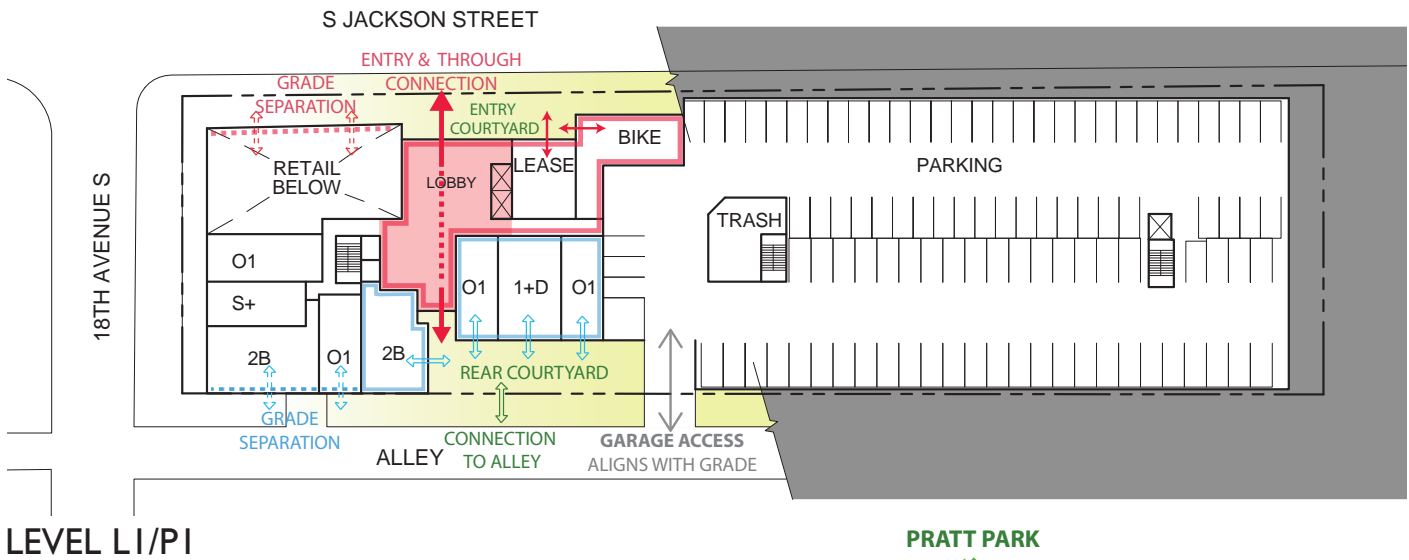 S JACKSON STREET
ENTRY & THROUGH
CONNECTION
GRADE
SEPARATION
ENTRY
COURTYARD
BIKE
LEASE
RETAIL
BELOW
LOBBY
PARKING
TRASH
18TH AVENUE S
O1
S+
2B
O1
2B
O1
1+D
O1
REAR COURTYARD
GRADE
SEPARATION
ALLEY
CONNECTION
TO ALLEY
GARAGE ACCESS
ALIGNS WITH GRADE
LEVEL L1/P1
PRATT PARK